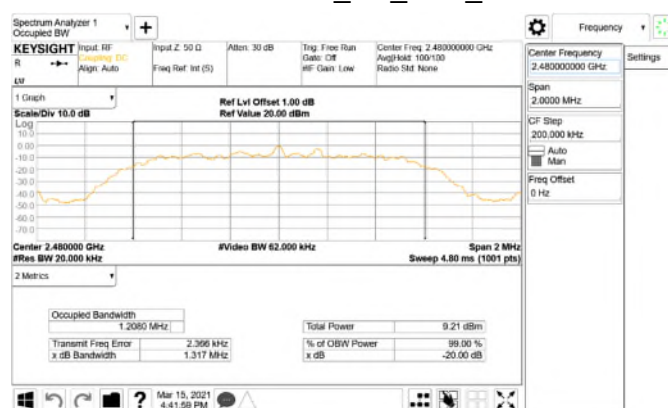 Spectrum Analyzer 1
Occupied BW
Frequency
KEYSIGHT
Input: RF
Input Z: 50 Ω
Atten: 30 dB
Trig: Free Run
Center Freq: 2.480000000 GHz
R
Coupling: DC
Gate: Off
Avg|Hold: 100/100
Align: Auto
Freq Ref: Int (S)
#IF Gain: Low
Radio Std: None
LXI
Center Frequency
2.480000000 GHz
Settings
Span
2.0000 MHz
CF Step
200.000 kHz
Auto
Man
Freq Offset
0 Hz
1 Graph
Ref Lvl Offset 1.00 dB
Scale/Div 10.0 dB
Ref Value 20.00 dBm
Log
10.0
0.00
-10.0
-20.0
-30.0
-40.0
-50.0
-60.0
-70.0
Center 2.480000 GHz
#Video BW 62.000 kHz
Span 2 MHz
#Res BW 20.000 kHz
Sweep 4.80 ms (1001 pts)
2 Metrics
Occupied Bandwidth
1.2080 MHz
Total Power
9.21 dBm
Transmit Freq Error
2.366 kHz
% of OBW Power
99.00 %
x dB Bandwidth
1.317 MHz
x dB
-20.00 dB
?
Mar 15, 2021
4:41:59 PM